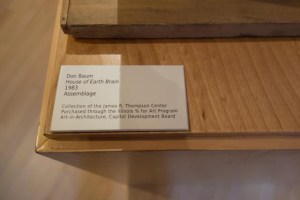 Don Baum
House of Earth Brain
1983
Assemblage
Collection of the James R. Thompson Center
Purchased through the Illinois % for Art Program
Art-in-Architecture, Capital Development Board